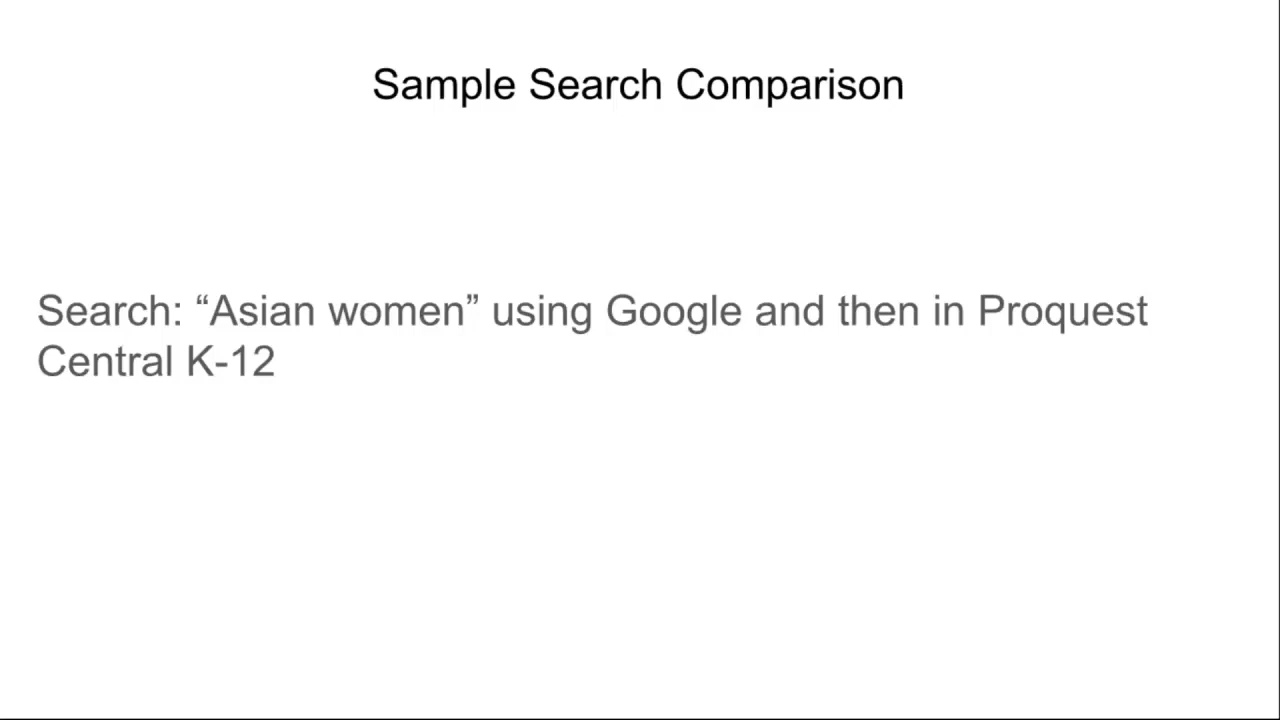 Sample Search Comparison
Search: “Asian women” using Google and then in Proquest
Central K-12